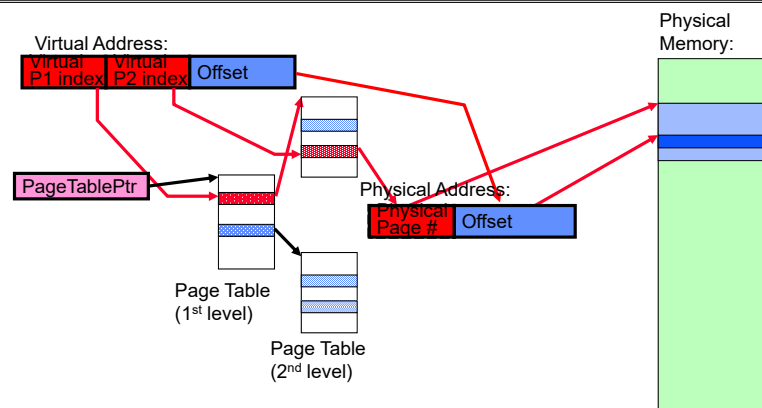 Physical
Memory:
Virtual Address:
Virtual
P1 index
Virtual
P2 index
Offset
PageTablePtr
Physical Address:
Physical
Page #
Offset
Page Table
(1st level)
Page Table
(2nd level)